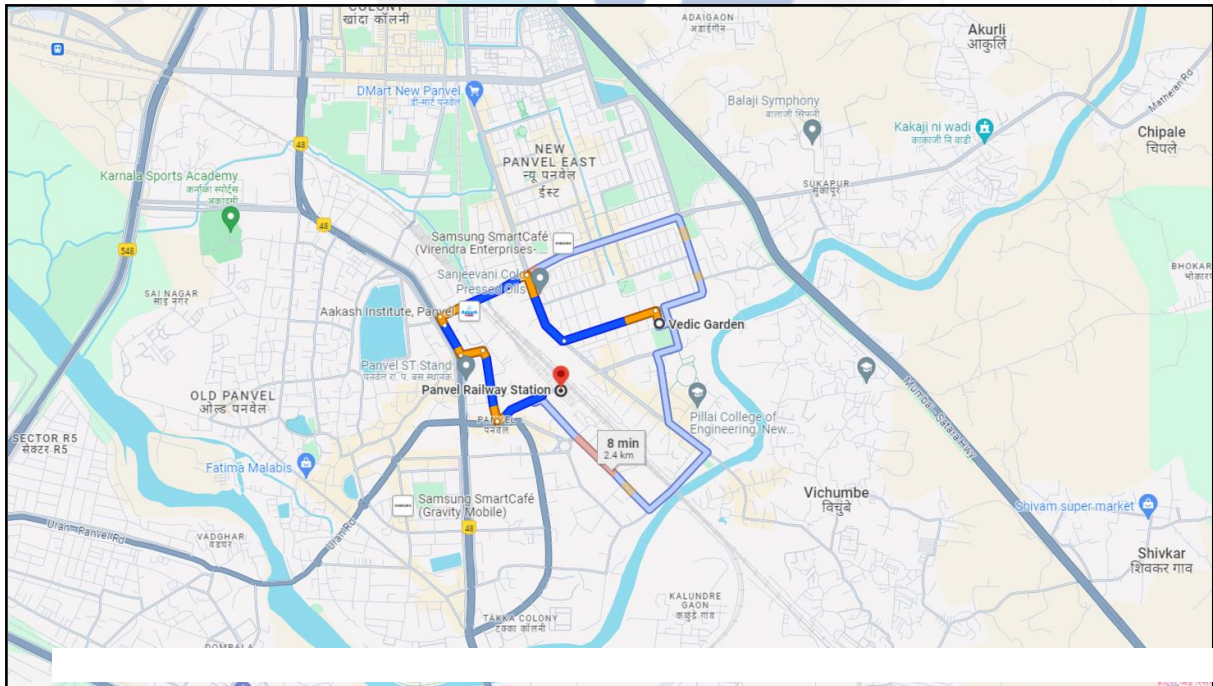 COLONY
खांदा कॉलनी
ADAIGAON
अडाईगांव
Akurli
आकुर्लि
DMart New Panvel
डी-मार्ट पनवेल
Balaji Symphony
बालाजी सिंफनी
Matheran Rd
Kakaji ni wadi
काकाजी नि वाडी
Chipale
चिपले
48
NEW
PANVEL EAST
न्यू पनवेल
ईस्ट
Karnala Sports Academy
कर्नाळा स्पोर्ट्स
अकादमी
SUKAPUR
सुकापूर
48
548
Samsung SmartCafé
(Virendra Enterprises-...
Sanjeevani Cold
Pressed Oils
BHOKAR
SAI NAGAR
साई नगर
Aakash Institute, Panvel
Vedic Garden
Panvel ST Stand
पनवेल रा. प. बस स्थानक
Panvel Railway Station
OLD PANVEL
ओल्ड पनवेल
Mumbai - Satara Hwy
PANVEL
पनवेल
Pillai College of
Engineering, New...
SECTOR R5
सेक्टर R5
8 min
2.4 km
Fatima Malabis
Samsung SmartCafé
(Gravity Mobile)
Vichumbe
विचुंबे
Shivam super market
48
Uran - Panvel Rd
Uran Rd
VADGHAR
वडघर
Shivkar
शिवकर गाव
KALUNDRE
GAON
कळुंद्रे गाव
TAKKA COLONY
टक्का कॉलनी
DOMBALA